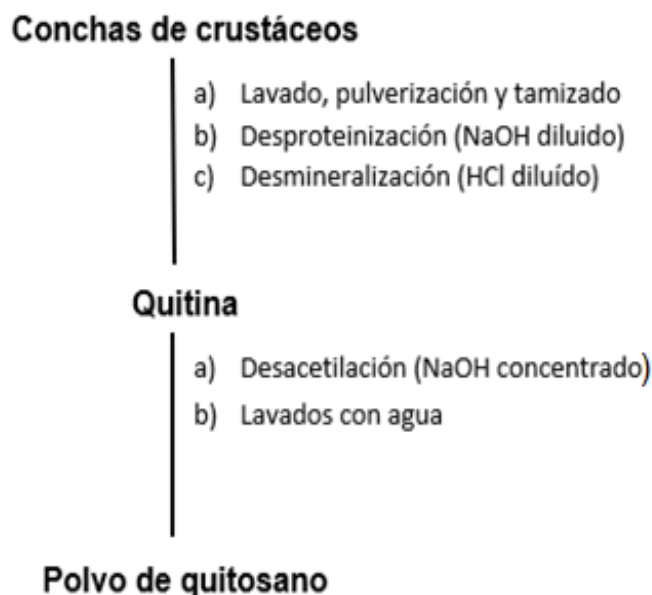 Conchas de crustáceos
a) Lavado, pulverización y tamizado
b) Desproteinización (NaOH diluido)
c) Desmineralización (HCl diluído)
Quitina
a) Desacetilación (NaOH concentrado)
b) Lavados con agua
Polvo de quitosano